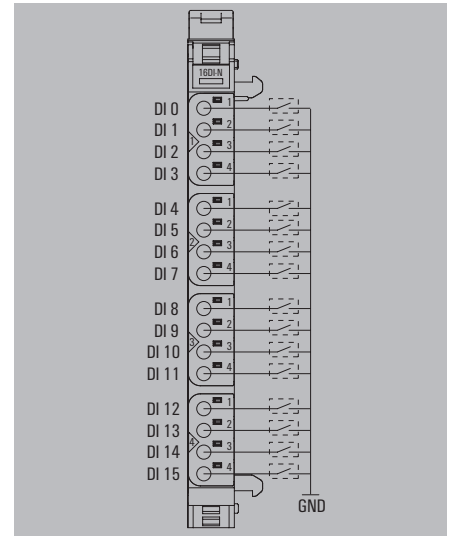 16DI-N
DI 0 1
DI 1 2
1
DI 2 3
DI 3 4
DI 4 1
DI 5 2
2
DI 6 3
DI 7 4
DI 8 1
DI 9 2
3
DI 10 3
DI 11 4
DI 12 1
DI 13 2
4
DI 14 3
DI 15 4
GND